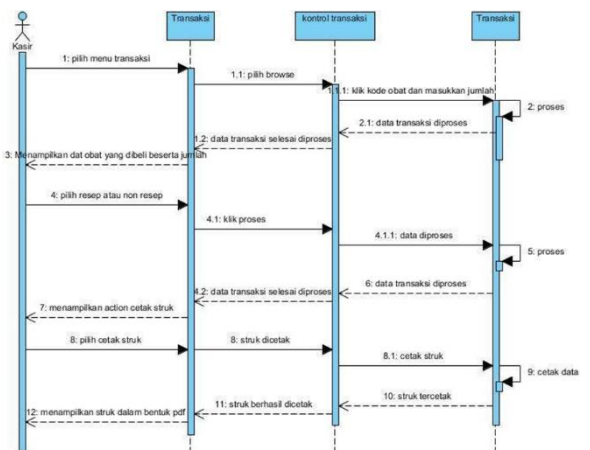 Transaksi
kontrol transaksi
Transaksi
Kasir
1: pilih menu transaksi
1.1: pilih browse
1.1.1: klik kode obat dan masukkan jumlah
2: proses
2.1: data transaksi diproses
1.2: data transaksi selesai diproses
3: Menampilkan dat obat yang dibeli beserta jumlah
4: pilih resep atau non resep
4.1: klik proses
4.1.1: data diproses
5: proses
6: data transaksi diproses
4.2: data transaksi selesai diproses
7: menampilkan action cetak struk
8: pilih cetak struk
8: struk dicetak
8.1: cetak struk
9: cetak data
10: struk tercetak
11: struk berhasil dicetak
12: menampilkan struk dalam bentuk pdf